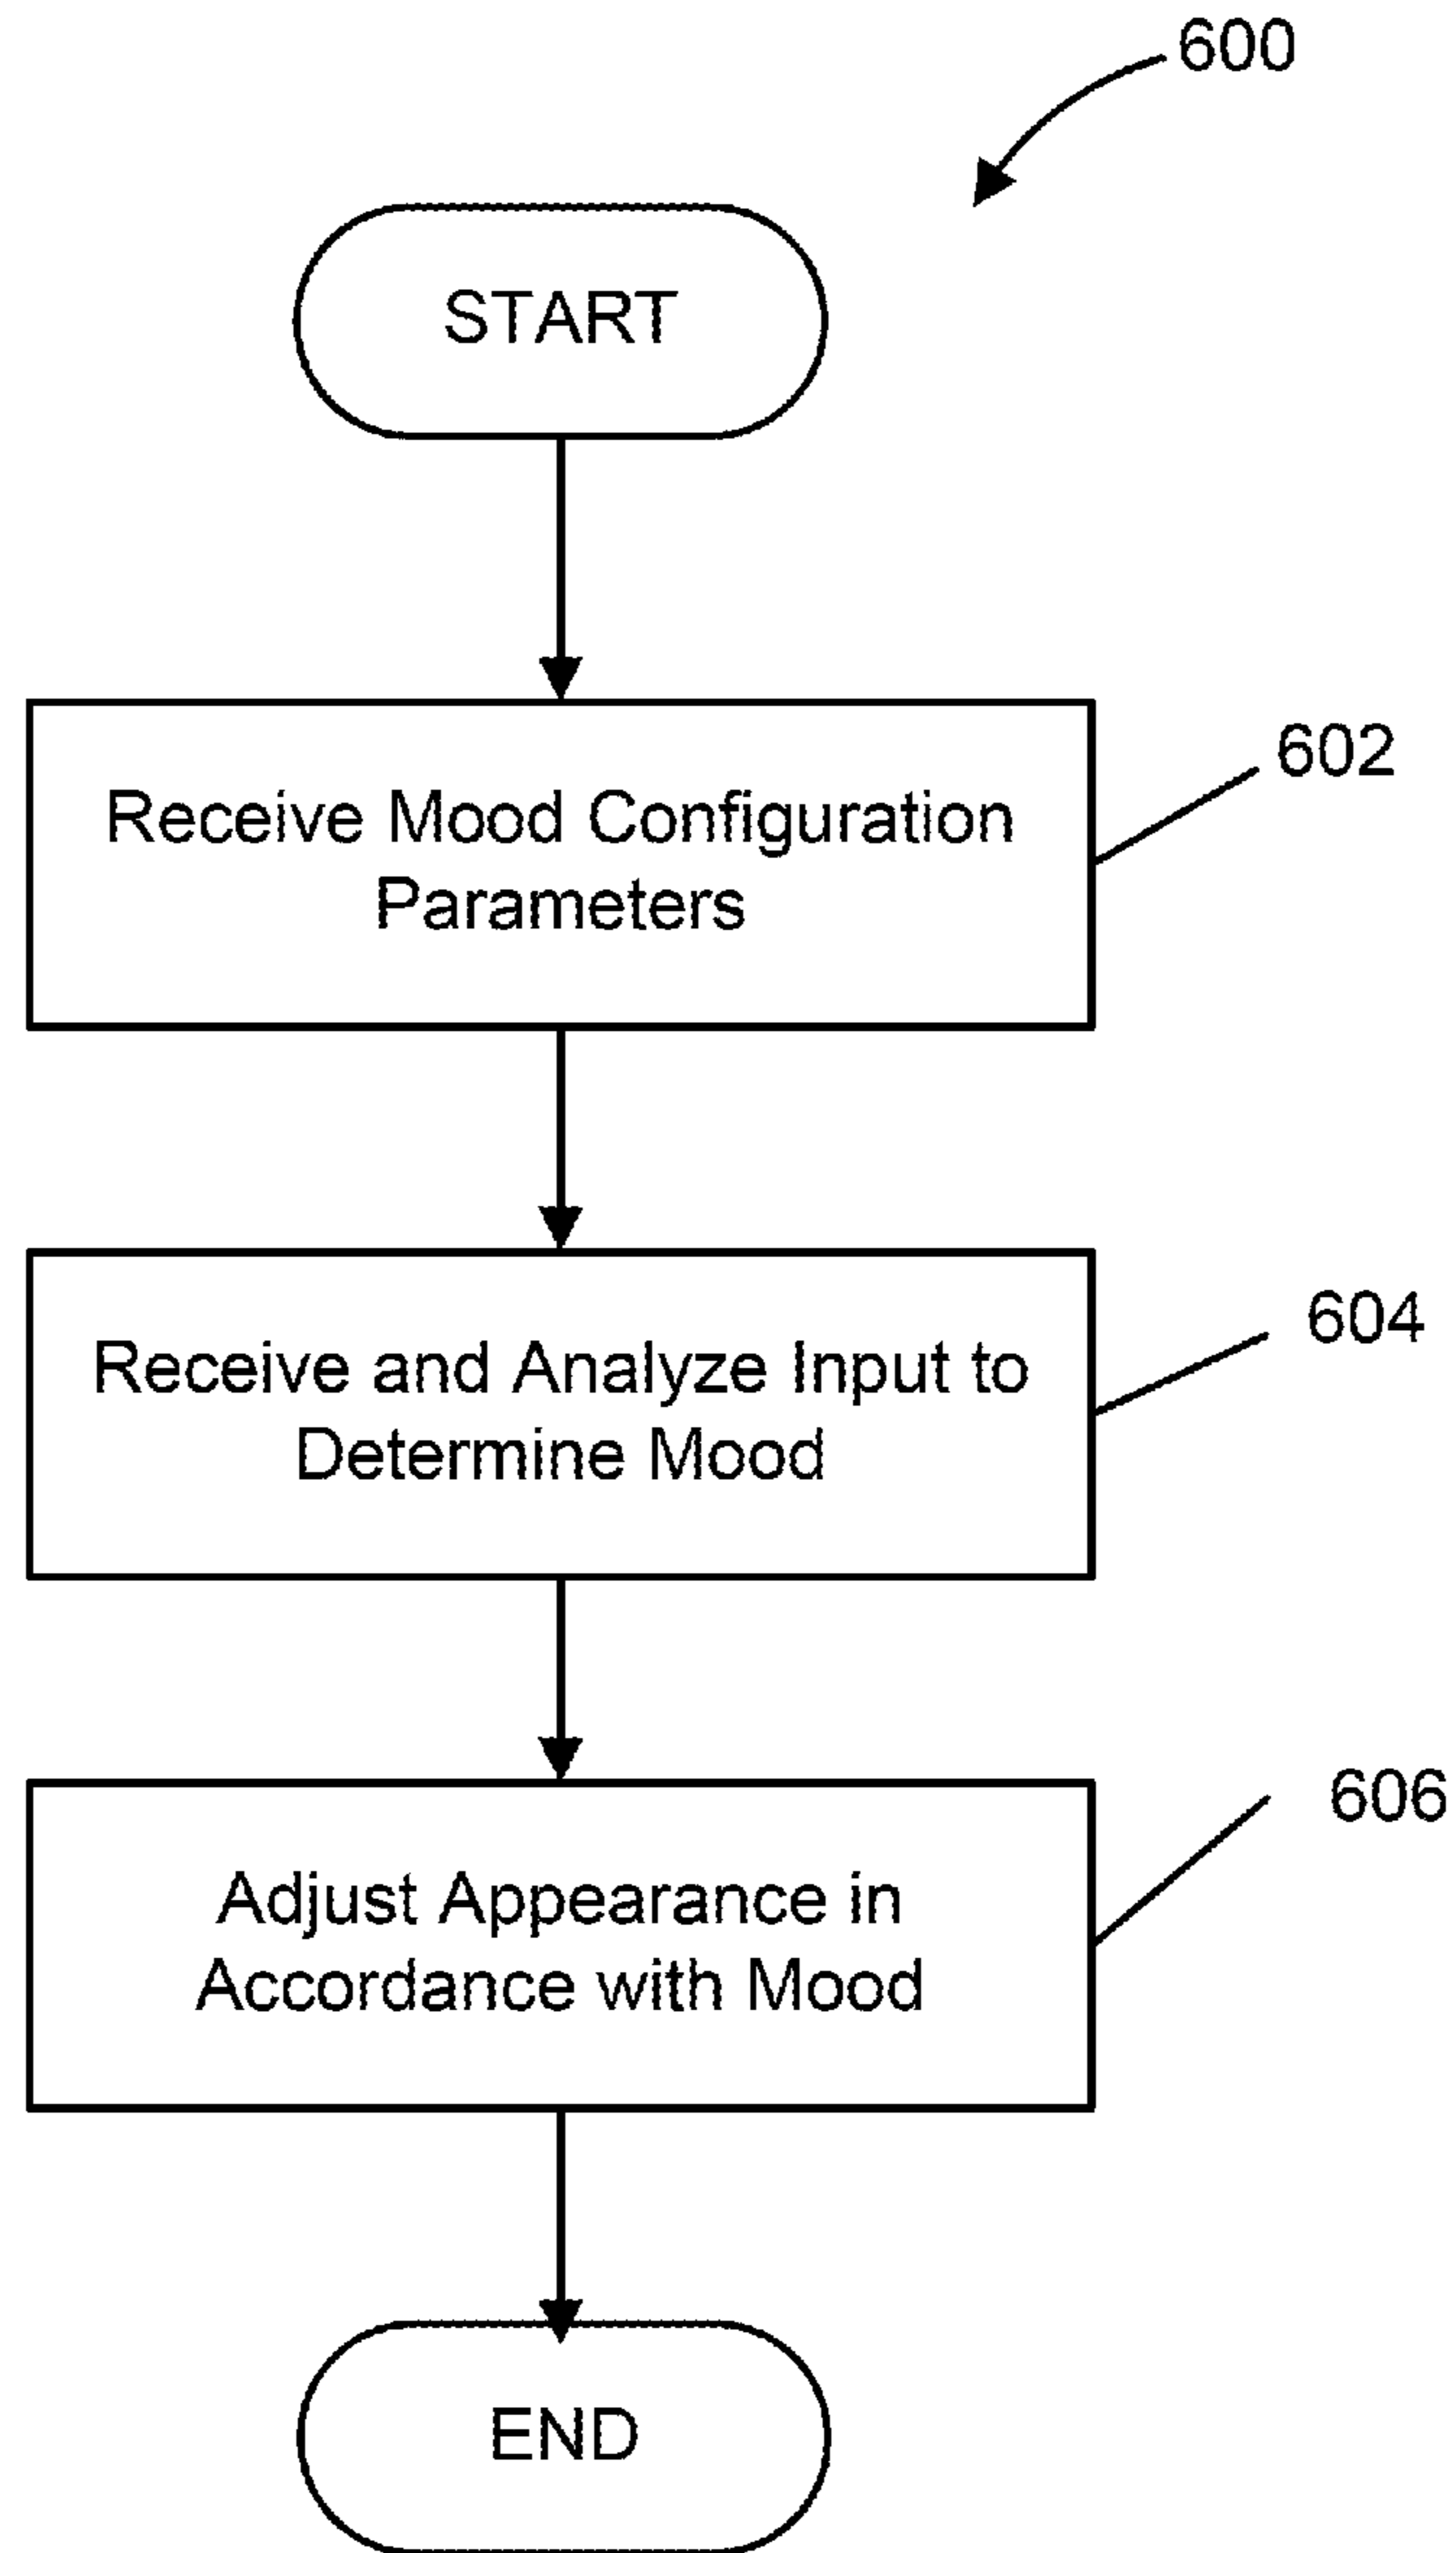 600
START
Receive Mood Configuration
Parameters
602
Receive and Analyze Input to
Determine Mood
604
Adjust Appearance in
Accordance with Mood
606
END